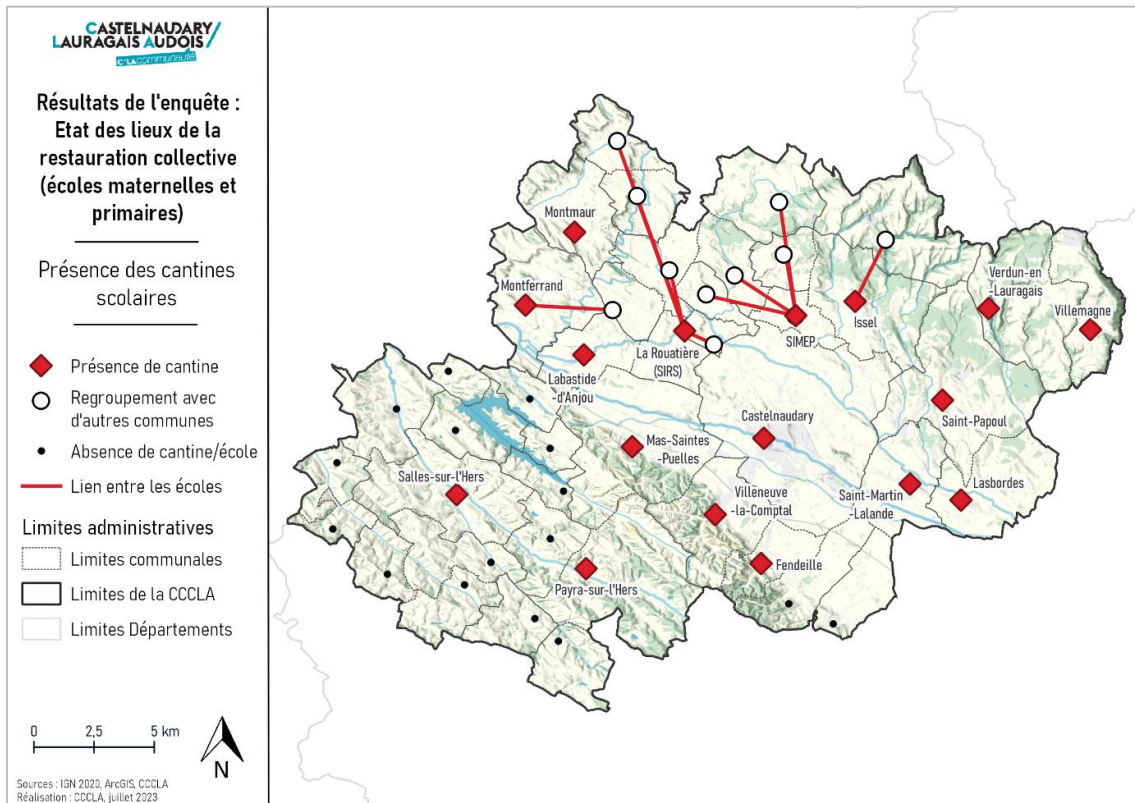 CASTELNAUDARY
LAURAGAIS AUDOIS
C'LA communauté
Résultats de l'enquête :
Etat des lieux de la
restauration collective
(écoles maternelles et
primaires)
Présence des cantines
scolaires
Présence de cantine
Regroupement avec
d'autres communes
Absence de cantine/école
Lien entre les écoles
Limites administratives
Limites communales
Limites de la CCCLA
Limites Départements
0 2,5 5 km
N
Sources : IGN 2020, ArcGIS, CCCLA
Réalisation : CCCLA, juillet 2023
Montmaur
Montferrand
Verdun-en
-Lauragais
Villemagne
Issel
SIMEP
La Rouatière
(SIRS)
Labastide
-d'Anjou
Saint-Papoul
Castelnaudary
Mas-Saintes
-Puelles
Salles-sur-l'Hers
Villeneuve
-la-Comptal
Saint-Martin
-Lalande
Lasbordes
Fendeille
Payra-sur-l'Hers